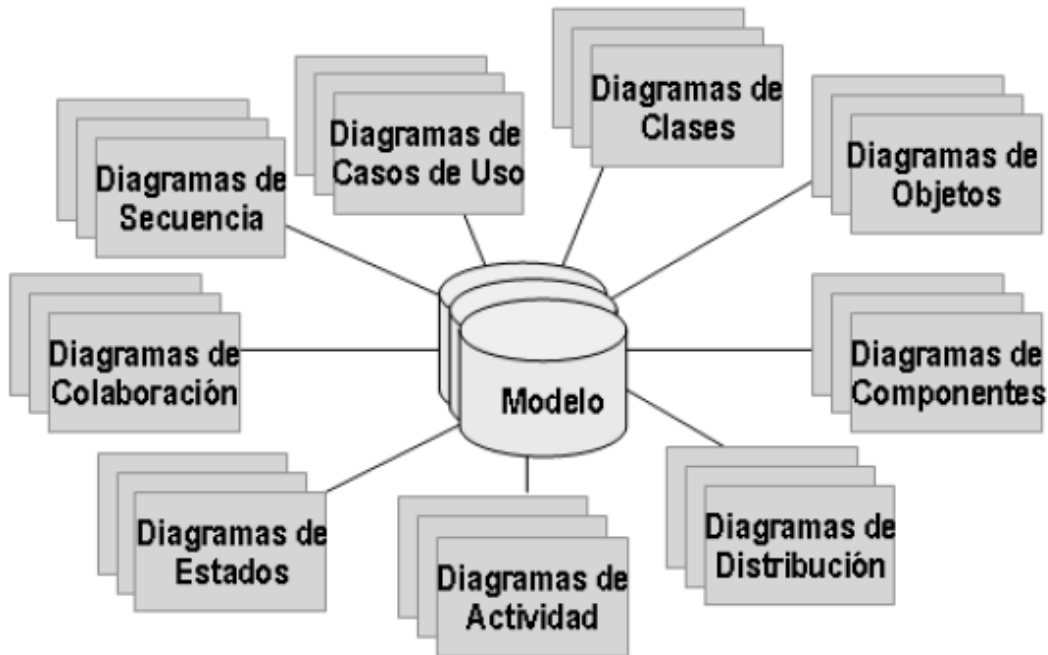 Diagramas de
Clases
Diagramas de
Casos de Uso
Diagramas de
Secuencia
Diagramas de
Objetos
Diagramas de
Colaboración
Modelo
Diagramas de
Componentes
Diagramas de
Estados
Diagramas de
Actividad
Diagramas de
Distribución